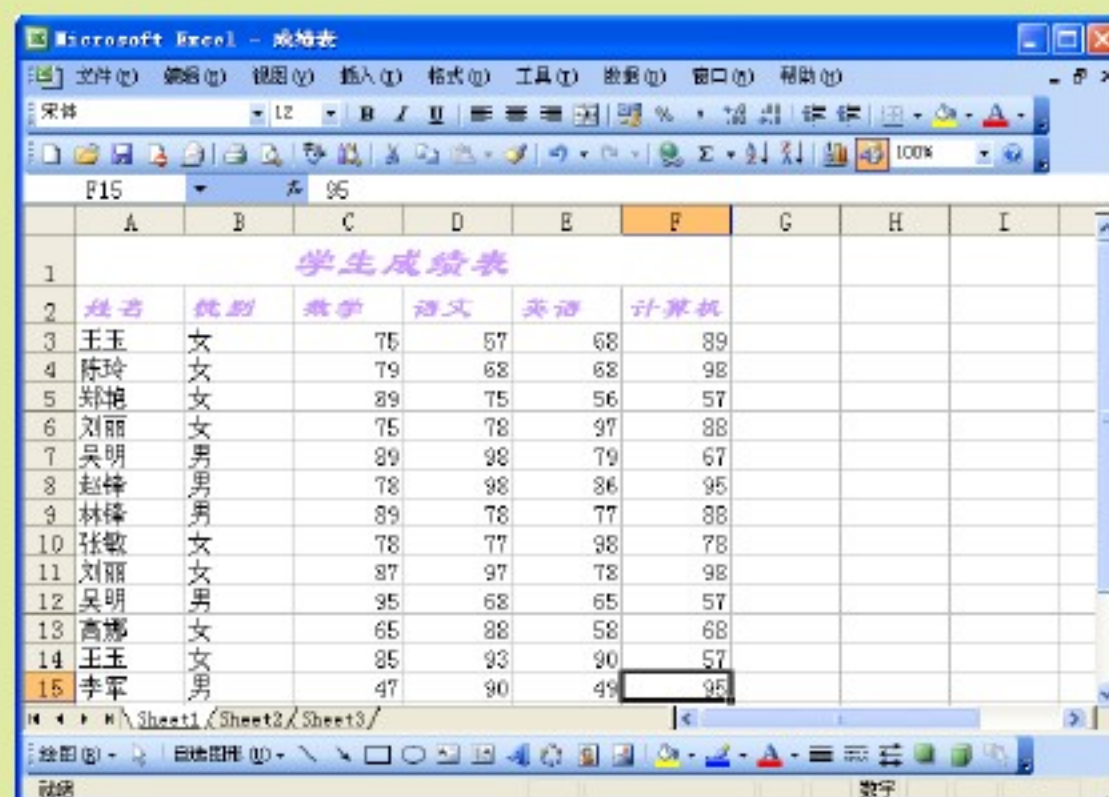 Microsoft Excel - 成绩表
文件(F) 编辑(E) 视图(V) 插入(I) 格式(O) 工具(T) 数据(D) 窗口(W) 帮助(H)
宋体 12 B I U %
Σ 100%
F15 fx 95
A B C D E F G H I
1 学生成绩表
2 姓名 性别 数学 语文 英语 计算机
3 王玉 女 75 57 68 89
4 陈玲 女 79 68 68 98
5 郑艳 女 89 75 56 57
6 刘丽 女 75 78 97 88
7 吴明 男 89 98 79 67
8 赵锋 男 78 98 86 95
9 林锋 男 89 78 77 88
10 张敏 女 78 77 98 78
11 刘丽 女 87 97 78 98
12 吴明 男 95 68 65 57
13 高娜 女 65 88 58 68
14 王玉 女 85 93 90 57
15 李军 男 47 90 49 95
Sheet1 Sheet2 Sheet3
绘图(R) 自选图形(U) A
就绪 数字